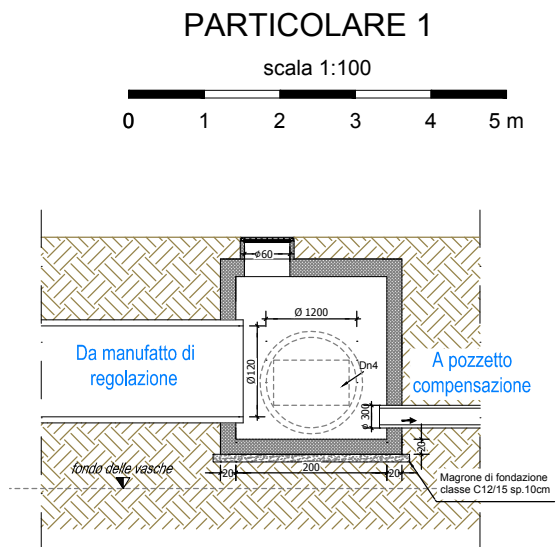 PARTICOLARE 1
scala 1:100
0 1 2 3 4 5 m
ø60
Ø 1200
Da manufatto di
regolazione
Ø120
Dn4
A pozzetto
compensazione
ø 300
fondo delle vasche
20 200 20
20
Magrone di fondazione
classe C12/15 sp.10cm